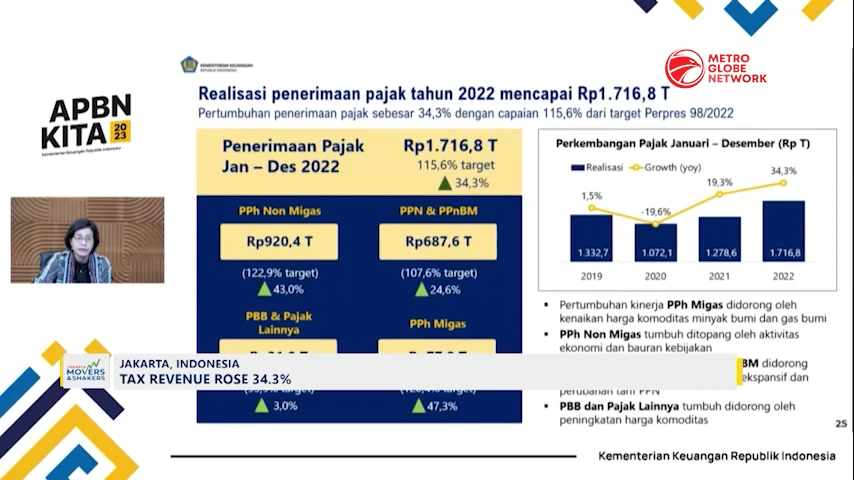 KEMENTERIAN KEUANGAN
REPUBLIK INDONESIA
METRO
GLOBE
NETWORK
Realisasi penerimaan pajak tahun 2022 mencapai Rp1.716,8 T
Pertumbuhan penerimaan pajak sebesar 34,3% dengan capaian 115,6% dari target Perpres 98/2022
APBN
KITA 2023
Kementerian Keuangan Republik Indonesia
Penerimaan Pajak
Jan – Des 2022
Rp1.716,8 T
115,6% target
34,3%
PPh Non Migas
Rp920,4 T
(122,9% target)
43,0%
PPN & PPnBM
Rp687,6 T
(107,6% target)
24,6%
PBB & Pajak
Lainnya
3,0%
PPh Migas
47,3%
Perkembangan Pajak Januari – Desember (Rp T)
Realisasi Growth (yoy)
1,5% -19,6% 19,3% 34,3%
1.332,7 1.072,1 1.278,6 1.716,8
2019 2020 2021 2022
Pertumbuhan kinerja PPh Migas didorong oleh
kenaikan harga komoditas minyak bumi dan gas bumi
PPh Non Migas tumbuh ditopang oleh aktivitas
ekonomi dan bauran kebijakan
BM didorong
ekspansif dan
perubahan tarif PPN
PBB dan Pajak Lainnya tumbuh didorong oleh
peningkatan harga komoditas
25
JAKARTA
MOVERS
&SHAKERS
JAKARTA, INDONESIA
TAX REVENUE ROSE 34.3%
Kementerian Keuangan Republik Indonesia